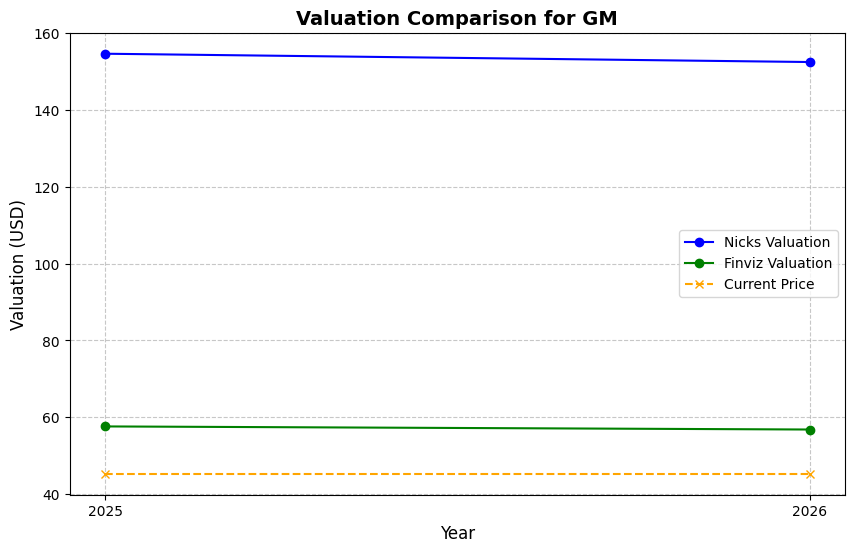 Valuation Comparison for GM
Valuation (USD)
160
140
120
100
80
60
40
Nicks Valuation
Finviz Valuation
Current Price
2025
2026
Year